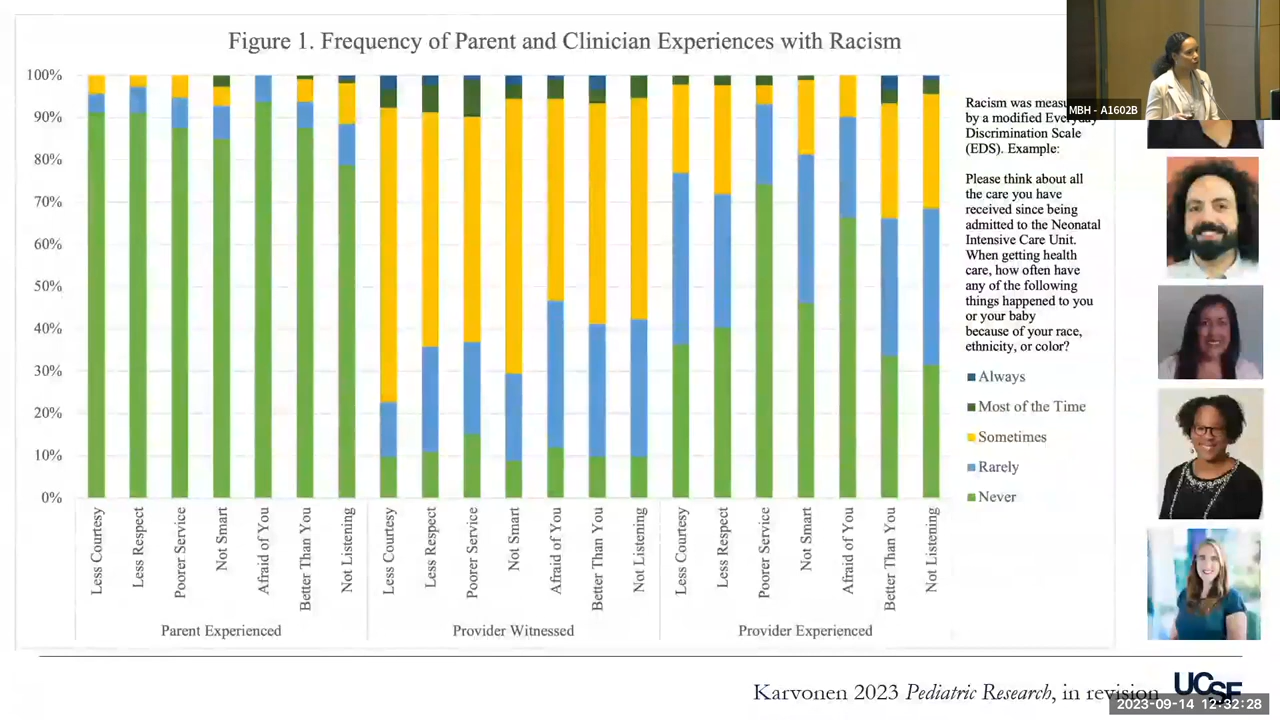 Figure 1. Frequency of Parent and Clinician Experiences with Racism
100%
90%
80%
70%
60%
50%
40%
30%
20%
10%
0%
Less Courtesy
Less Respect
Poorer Service
Not Smart
Afraid of You
Better Than You
Not Listening
Less Courtesy
Less Respect
Poorer Service
Not Smart
Afraid of You
Better Than You
Not Listening
Less Courtesy
Less Respect
Poorer Service
Not Smart
Afraid of You
Better Than You
Not Listening
Parent Experienced
Provider Witnessed
Provider Experienced
MBH - A1602B
Racism was
by a modified
Discrimination Scale
(EDS). Example:
Please think about all
the care you have
received since being
admitted to the Neonatal
Intensive Care Unit.
When getting health
care, how often have
any of the following
things happened to you
or your baby
because of your race,
ethnicity, or color?
Always
Most of the Time
Sometimes
Rarely
Never
Karvonen 2023 Pediatric Research, in revision
UCSF
2023-09-14 12:32:28